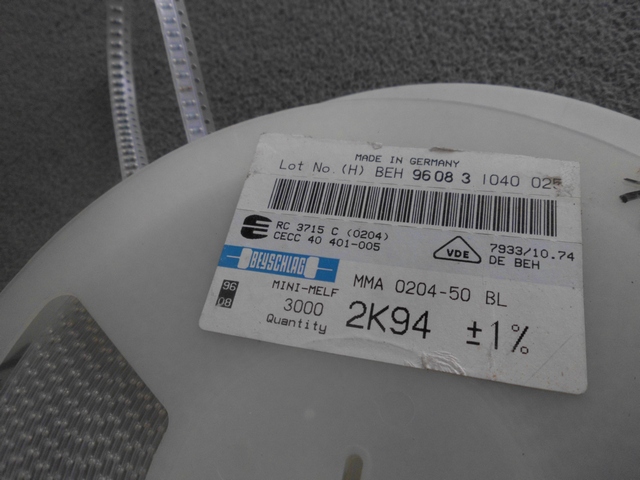 MADE IN GERMANY
Lot No. (H) BEH 96 08 3 1040 025
RC 3715 C (0204)
CECC 40 401-005
VDE
7933/10.74
DE BEH
BEYSCHLAG
96
08
MINI-MELF
3000
Quantity
MMA 0204-50 BL
2K94 ±1%